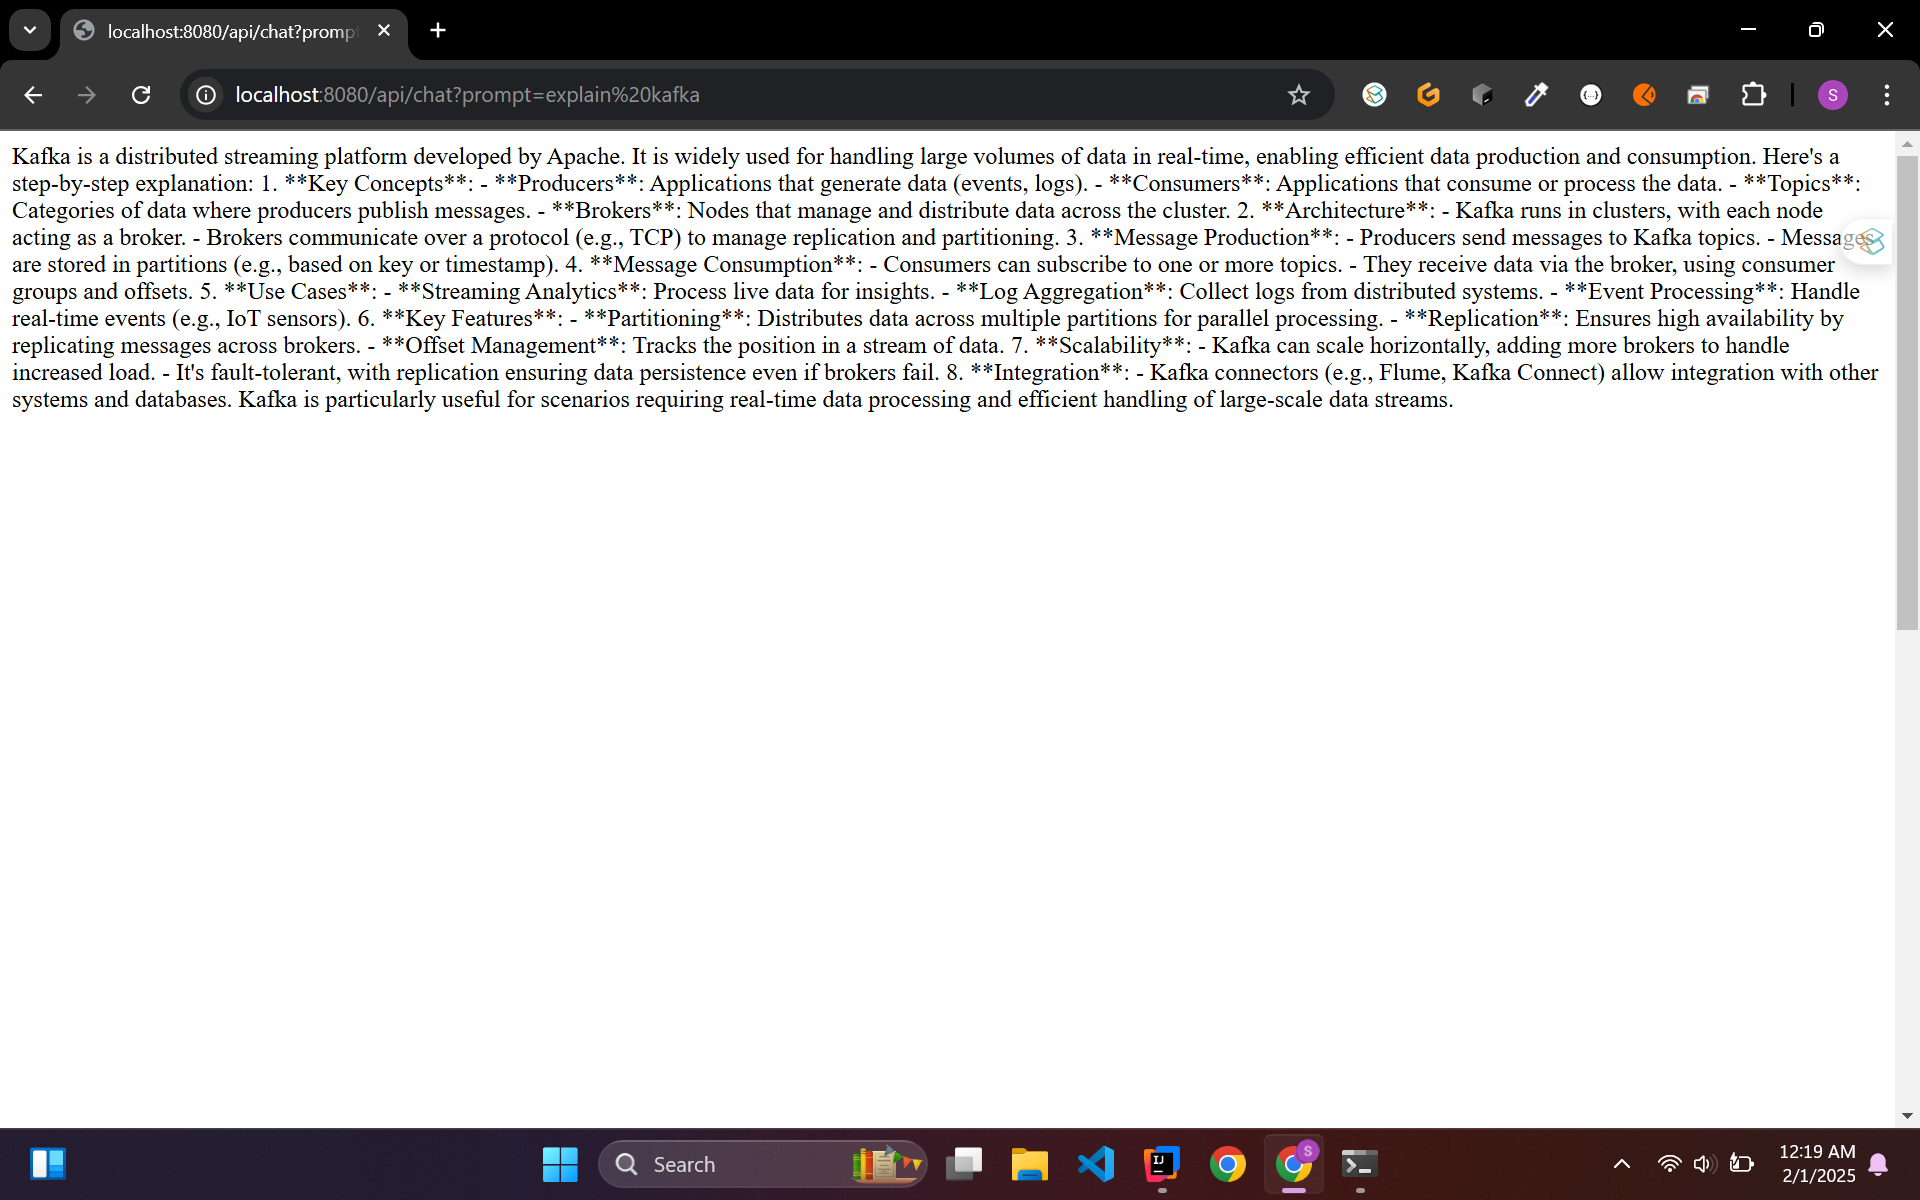 localhost:8080/api/chat?promp
localhost:8080/api/chat?prompt=explain%20kafka
S
Kafka is a distributed streaming platform developed by Apache. It is widely used for handling large volumes of data in real-time, enabling efficient data production and consumption. Here's a
step-by-step explanation: 1. **Key Concepts**: - **Producers**: Applications that generate data (events, logs). - **Consumers**: Applications that consume or process the data. - **Topics**:
Categories of data where producers publish messages. - **Brokers**: Nodes that manage and distribute data across the cluster. 2. **Architecture**: - Kafka runs in clusters, with each node
acting as a broker. - Brokers communicate over a protocol (e.g., TCP) to manage replication and partitioning. 3. **Message Production**: - Producers send messages to Kafka topics. - Messages
are stored in partitions (e.g., based on key or timestamp). 4. **Message Consumption**: - Consumers can subscribe to one or more topics. - They receive data via the broker, using consumer
groups and offsets. 5. **Use Cases**: - **Streaming Analytics**: Process live data for insights. - **Log Aggregation**: Collect logs from distributed systems. - **Event Processing**: Handle
real-time events (e.g., IoT sensors). 6. **Key Features**: - **Partitioning**: Distributes data across multiple partitions for parallel processing. - **Replication**: Ensures high availability by
replicating messages across brokers. - **Offset Management**: Tracks the position in a stream of data. 7. **Scalability**: - Kafka can scale horizontally, adding more brokers to handle
increased load. - It's fault-tolerant, with replication ensuring data persistence even if brokers fail. 8. **Integration**: - Kafka connectors (e.g., Flume, Kafka Connect) allow integration with other
systems and databases. Kafka is particularly useful for scenarios requiring real-time data processing and efficient handling of large-scale data streams.
Search
IJ
S
12:19 AM
2/1/2025